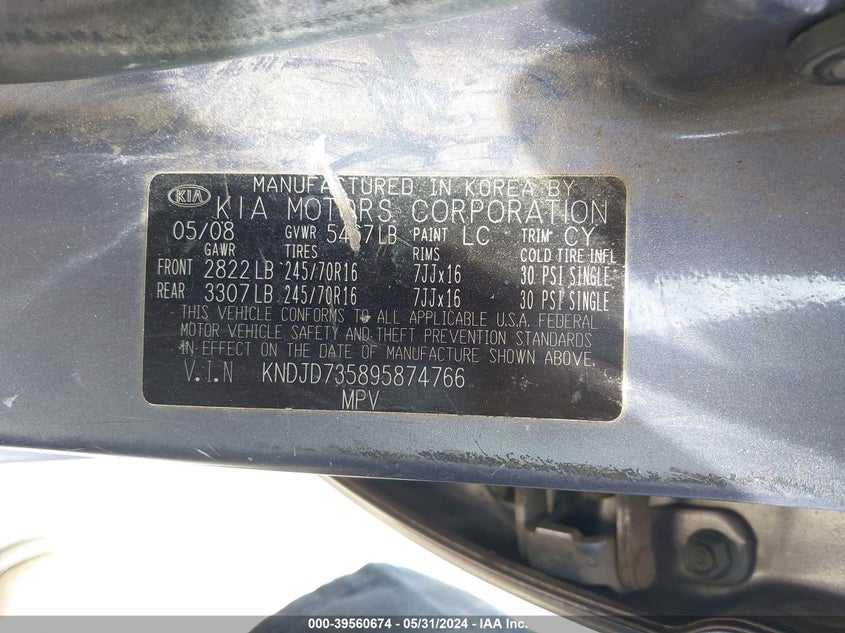 MANUFACTURED IN KOREA BY
KIA KIA MOTORS CORPORATION
05/08 GVWR LB PAINT LC TRIM CY
GAWR TIRES RIMS COLD TIRE INFL
FRONT 2822LB 245/70R16 7JJx16 30 PSI SINGLE
REAR 3307LB 245/70R16 7JJx16 30 PSI SINGLE
THIS VEHICLE CONFORMS TO ALL APPLICABLE U.S.A. FEDERAL
MOTOR VEHICLE SAFETY AND THEFT PREVENTION STANDARDS
IN EFFECT ON THE DATE OF MANUFACTURE SHOWN ABOVE.
V.I.N KNDJD735895874766
MPV
000-39560674 - 05/31/2024 - IAA Inc.